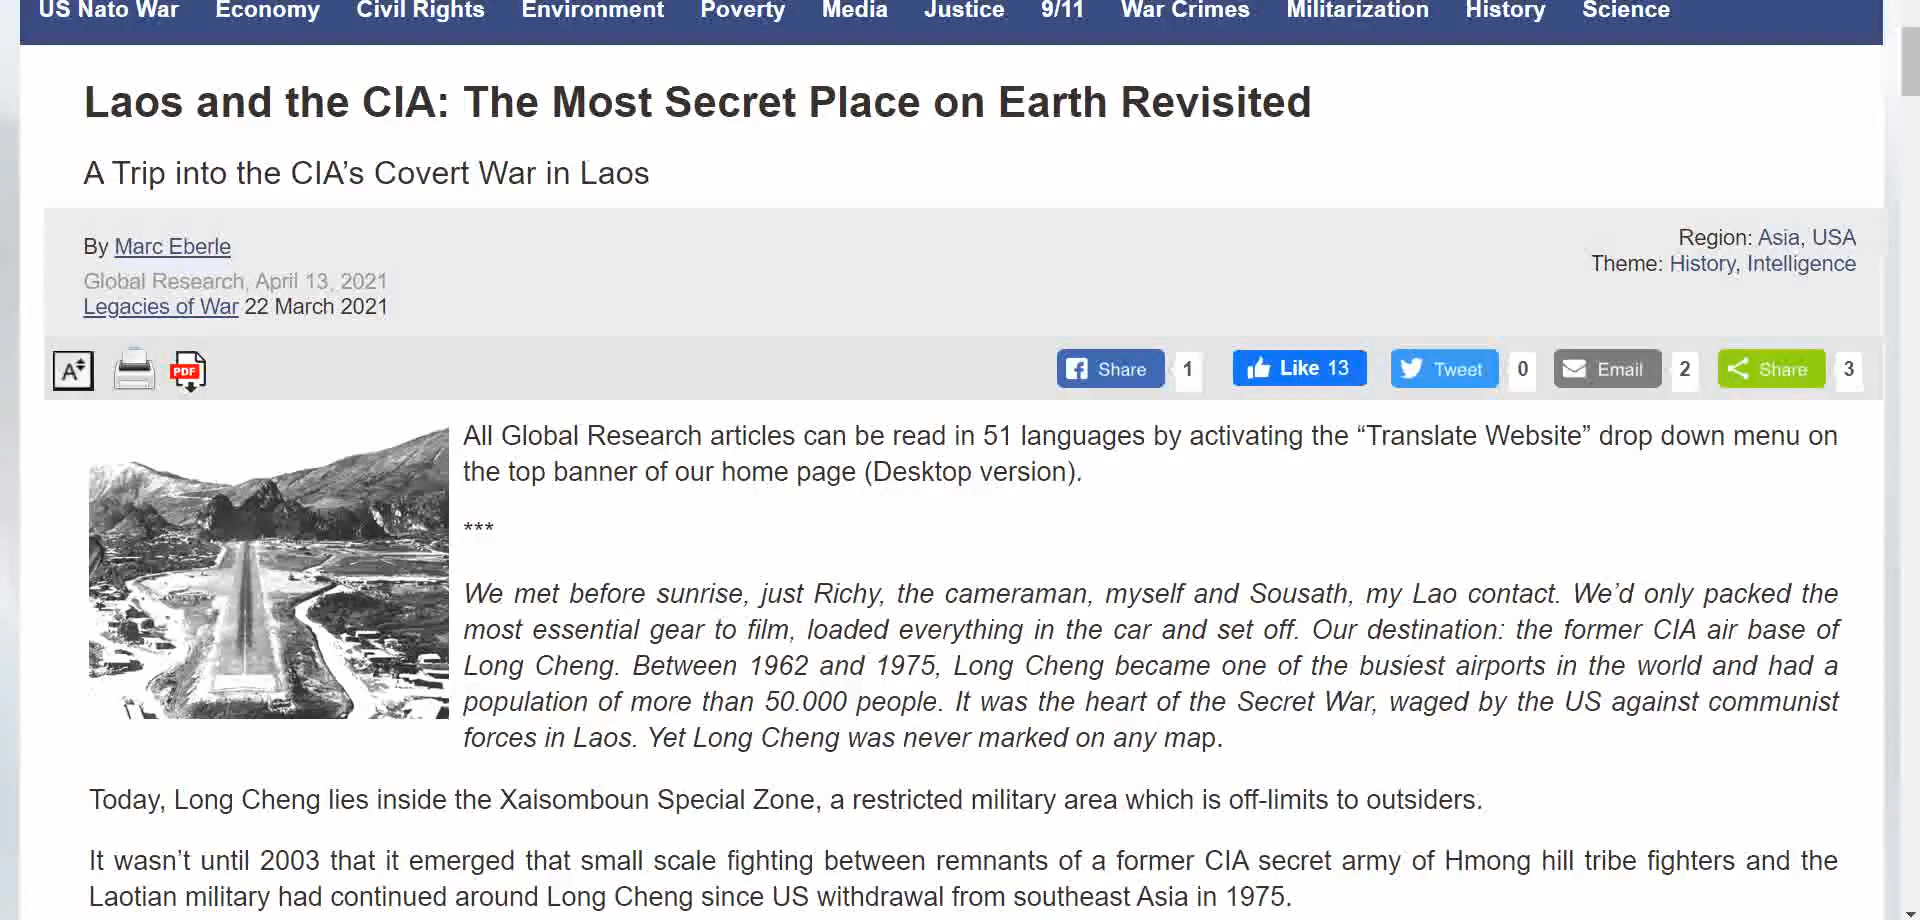 US Nato War Economy Civil Rights Environment Poverty Media Justice 9/11 War Crimes Militarization History Science
Laos and the CIA: The Most Secret Place on Earth Revisited
A Trip into the CIA’s Covert War in Laos
By Marc Eberle
Global Research, April 13, 2021
Legacies of War 22 March 2021
Region: Asia, USA
Theme: History, Intelligence
A PDF Share 1 Like 13 Tweet 0 Email 2 Share 3
All Global Research articles can be read in 51 languages by activating the “Translate Website” drop down menu on
the top banner of our home page (Desktop version).
***
We met before sunrise, just Richy, the cameraman, myself and Sousath, my Lao contact. We’d only packed the
most essential gear to film, loaded everything in the car and set off. Our destination: the former CIA air base of
Long Cheng. Between 1962 and 1975, Long Cheng became one of the busiest airports in the world and had a
population of more than 50.000 people. It was the heart of the Secret War, waged by the US against communist
forces in Laos. Yet Long Cheng was never marked on any map.
Today, Long Cheng lies inside the Xaisomboun Special Zone, a restricted military area which is off-limits to outsiders.
It wasn’t until 2003 that it emerged that small scale fighting between remnants of a former CIA secret army of Hmong hill tribe fighters and the
Laotian military had continued around Long Cheng since US withdrawal from southeast Asia in 1975.